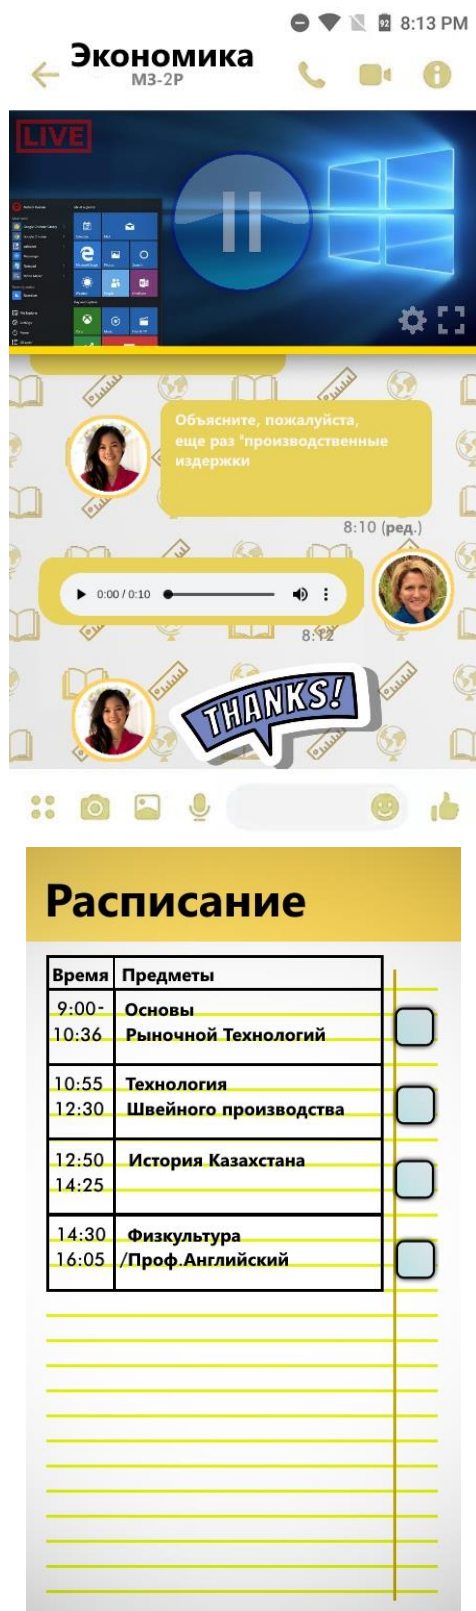 8:13 PM
92
Экономика
МЗ-2Р
LIVE
Объясните, пожалуйста,
еще раз "производственные
издержки
8:10 (ред.)
0:00 / 0:10
8:12
THANKS!
Расписание
Время Предметы
9:00- Основы
10:36 Рыночной Технологий
10:55 Технология
12:30 Швейного производства
12:50 История Казахстана
14:25
14:30 Физкультура
16:05 /Проф.Английский